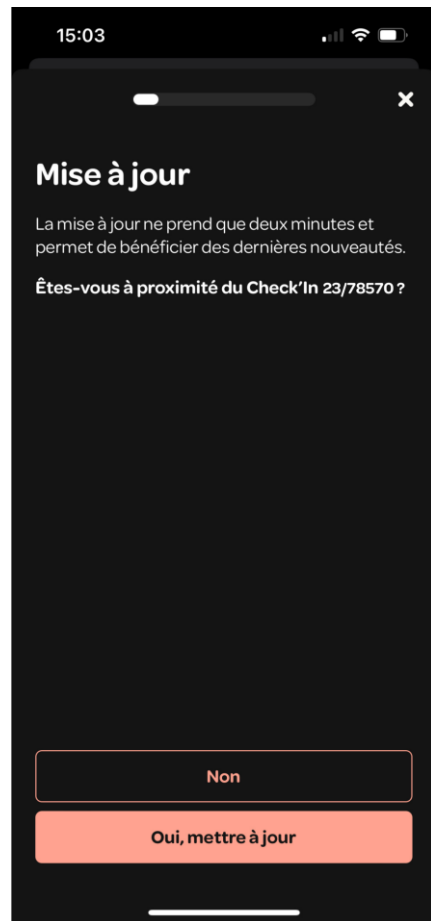 15:03
Mise à jour
La mise à jour ne prend que deux minutes et
permet de bénéficier des dernières nouveautés.
Êtes-vous à proximité du Check’In 23/78570 ?
Non
Oui, mettre à jour